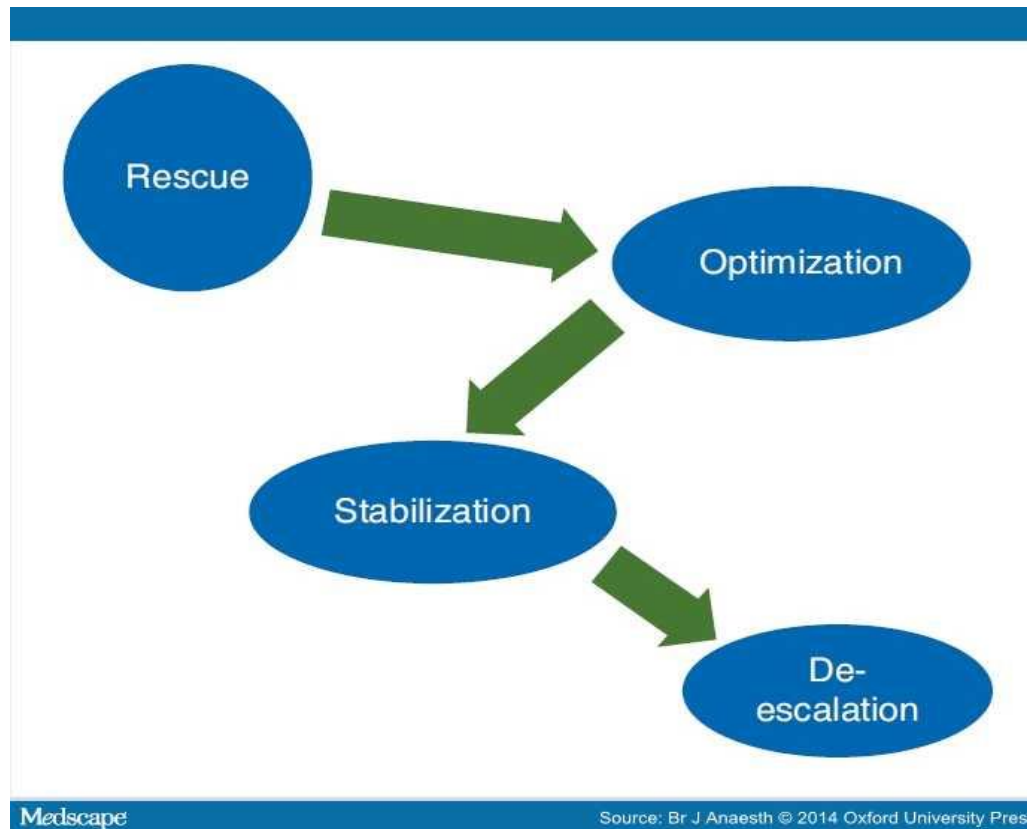 Rescue
Optimization
Stabilization
De-
escalation
Medscape
Source: Br J Anaesth © 2014 Oxford University Pres